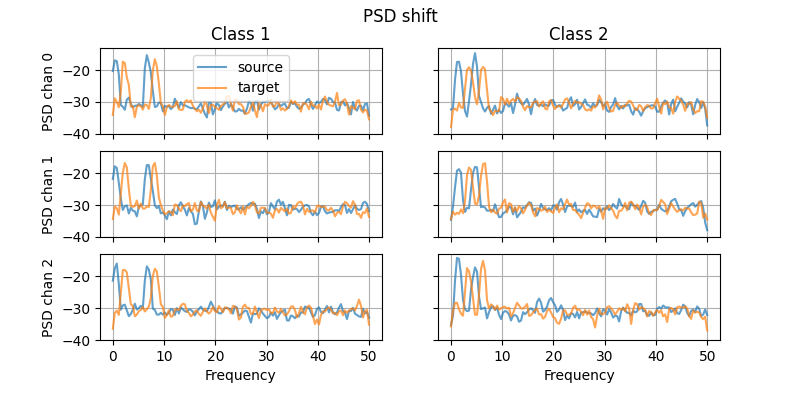 PSD shift
Class 1
Class 2
PSD chan 0
−20
−30
−40
source
target
PSD chan 1
−20
−30
−40
PSD chan 2
−20
−30
−40
0 10 20 30 40 50
0 10 20 30 40 50
Frequency
Frequency